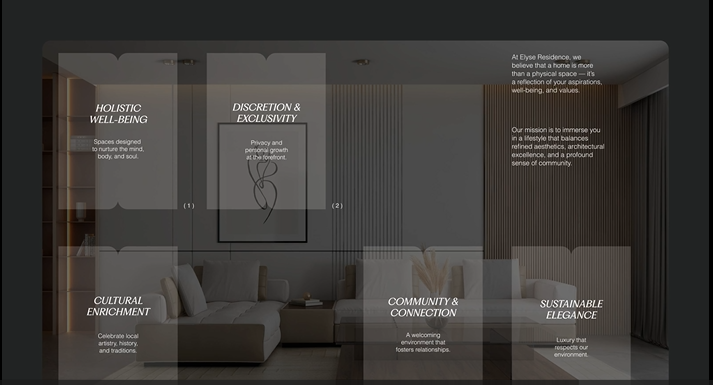 HOLISTIC
WELL-BEING
Spaces designed
to nurture the mind,
body, and soul.
( 1 )
DISCRETION &
EXCLUSIVITY
Privacy and
personal growth
at the forefront.
( 2 )
At Elyse Residence, we
believe that a home is more
than a physical space — it's
a reflection of your aspirations,
well-being, and values.
Our mission is to immerse you
in a lifestyle that balances
refined aesthetics, architectural
excellence, and a profound
sense of community.
CULTURAL
ENRICHMENT
Celebrate local
artistry, history,
and traditions.
COMMUNITY &
CONNECTION
A welcoming
environment that
fosters relationships.
SUSTAINABLE
ELEGANCE
Luxury that
respects our
environment.